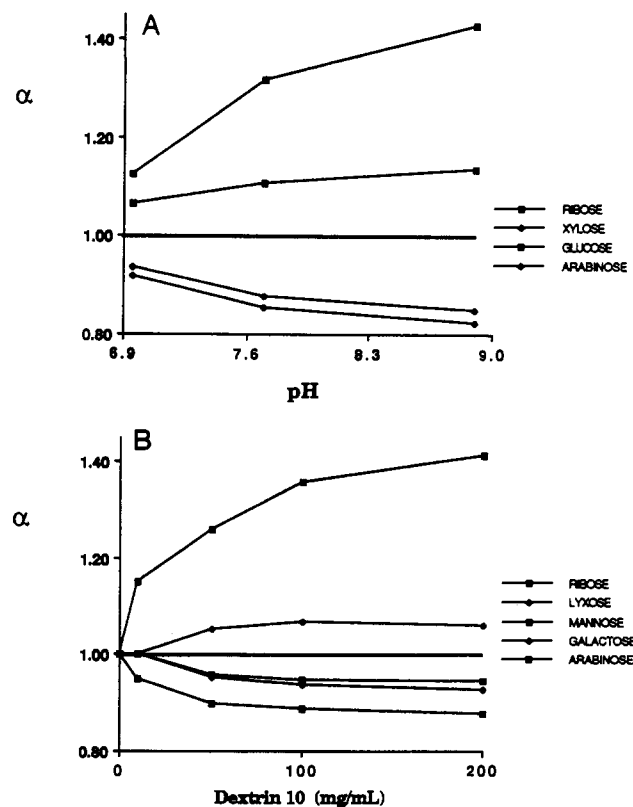 A
1.40
α
1.20
1.00
0.80
6.9 7.6 8.3 9.0
pH
RIBOSE
XYLOSE
GLUCOSE
ARABINOSE
B
1.40
α
1.20
1.00
0.80
0 100 200
Dextrin 10 (mg/mL)
RIBOSE
LYXOSE
MANNOSE
GALACTOSE
ARABINOSE